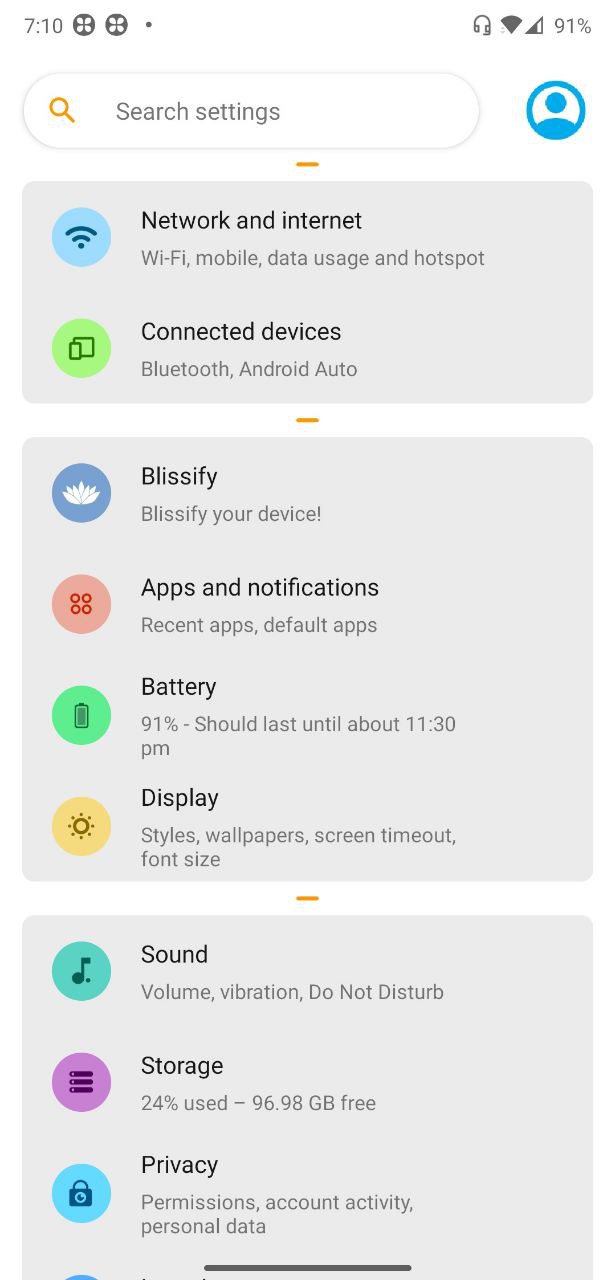 7:10
91%
Search settings
Network and internet
Wi-Fi, mobile, data usage and hotspot
Connected devices
Bluetooth, Android Auto
Blissify
Blissify your device!
Apps and notifications
Recent apps, default apps
Battery
91% - Should last until about 11:30
pm
Display
Styles, wallpapers, screen timeout,
font size
Sound
Volume, vibration, Do Not Disturb
Storage
24% used – 96.98 GB free
Privacy
Permissions, account activity,
personal data